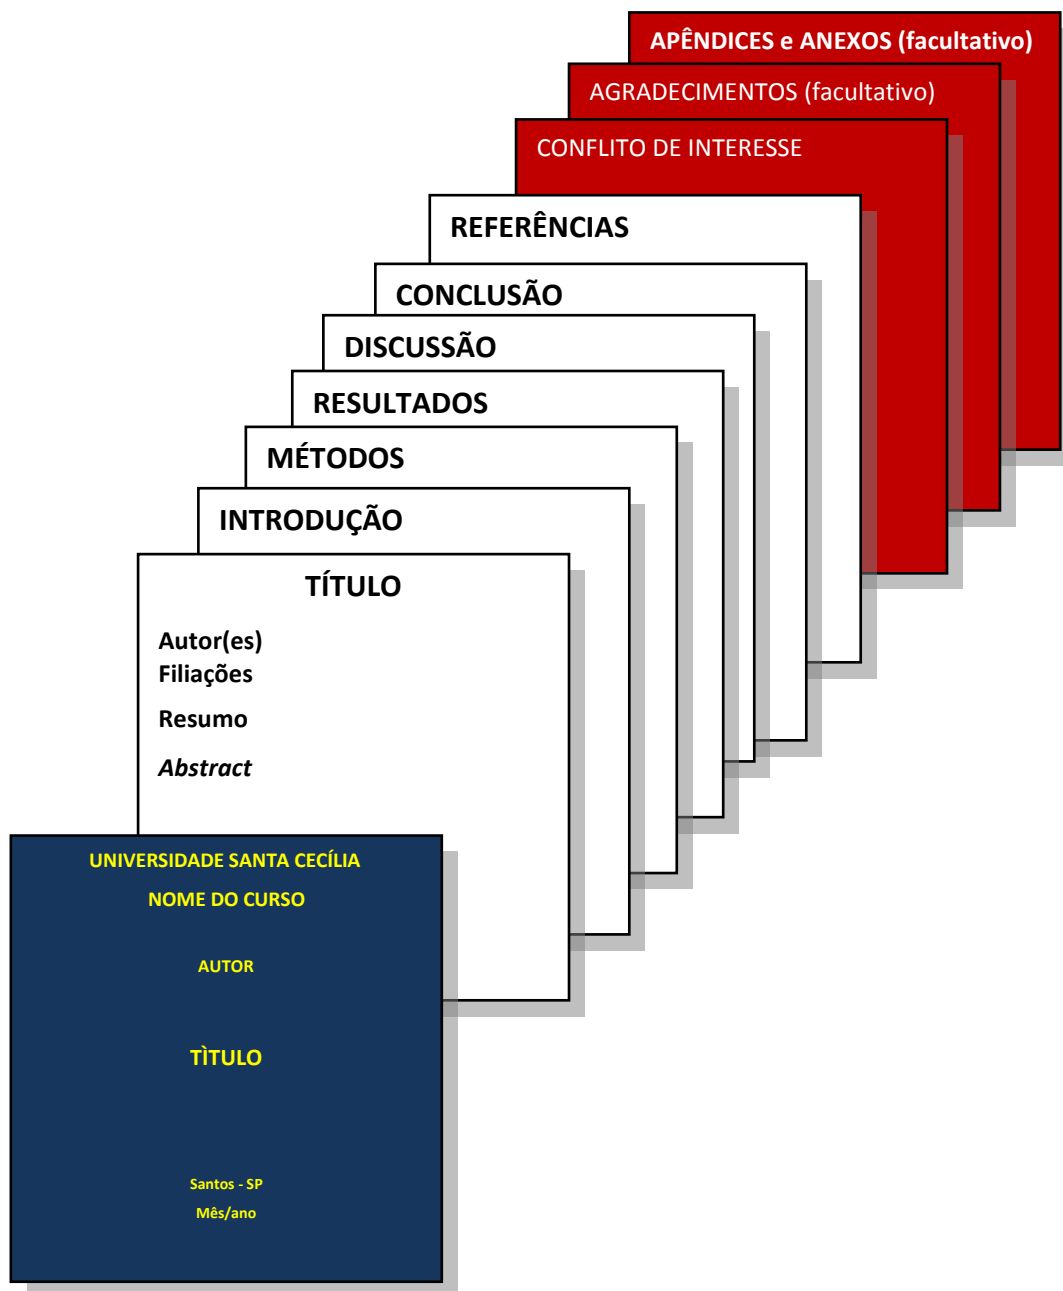 APÊNDICES e ANEXOS (facultativo)
AGRADECIMENTOS (facultativo)
CONFLITO DE INTERESSE
REFERÊNCIAS
CONCLUSÃO
DISCUSSÃO
RESULTADOS
MÉTODOS
INTRODUÇÃO
TÍTULO
Autor(es)
Filiações
Resumo
Abstract
UNIVERSIDADE SANTA CECÍLIA
NOME DO CURSO
AUTOR
TÌTULO
Santos - SP
Mês/ano